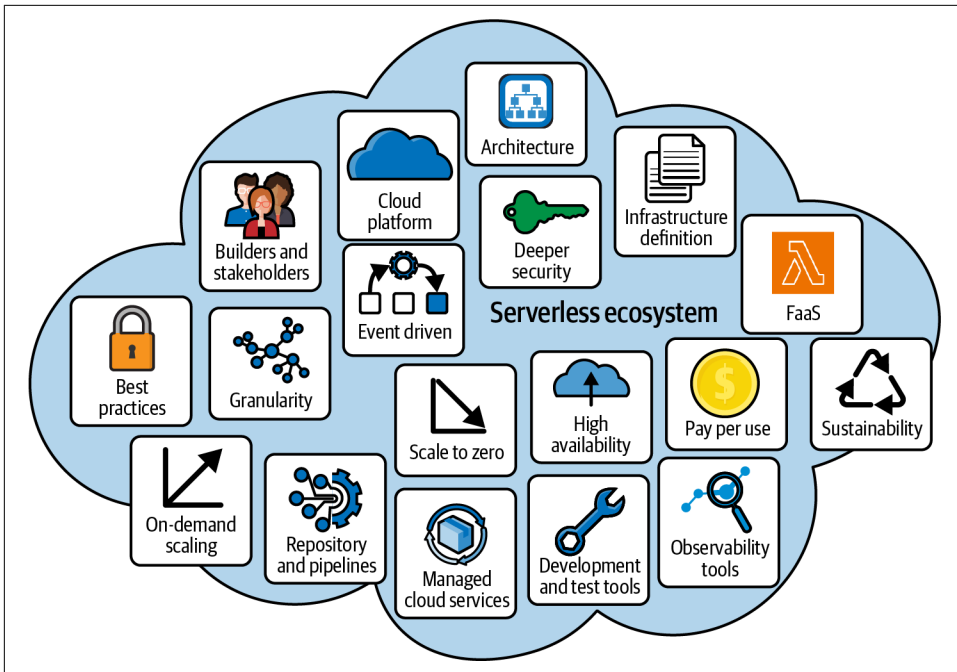 Architecture
Cloud
platform
Infrastructure
definition
Builders and
stakeholders
Deeper
security
Event driven
Serverless ecosystem
FaaS
Best
practices
Granularity
$
High
availability
Pay per use
Sustainability
Scale to zero
On-demand
scaling
Repository
and pipelines
Managed
cloud services
Development
and test tools
Observability
tools